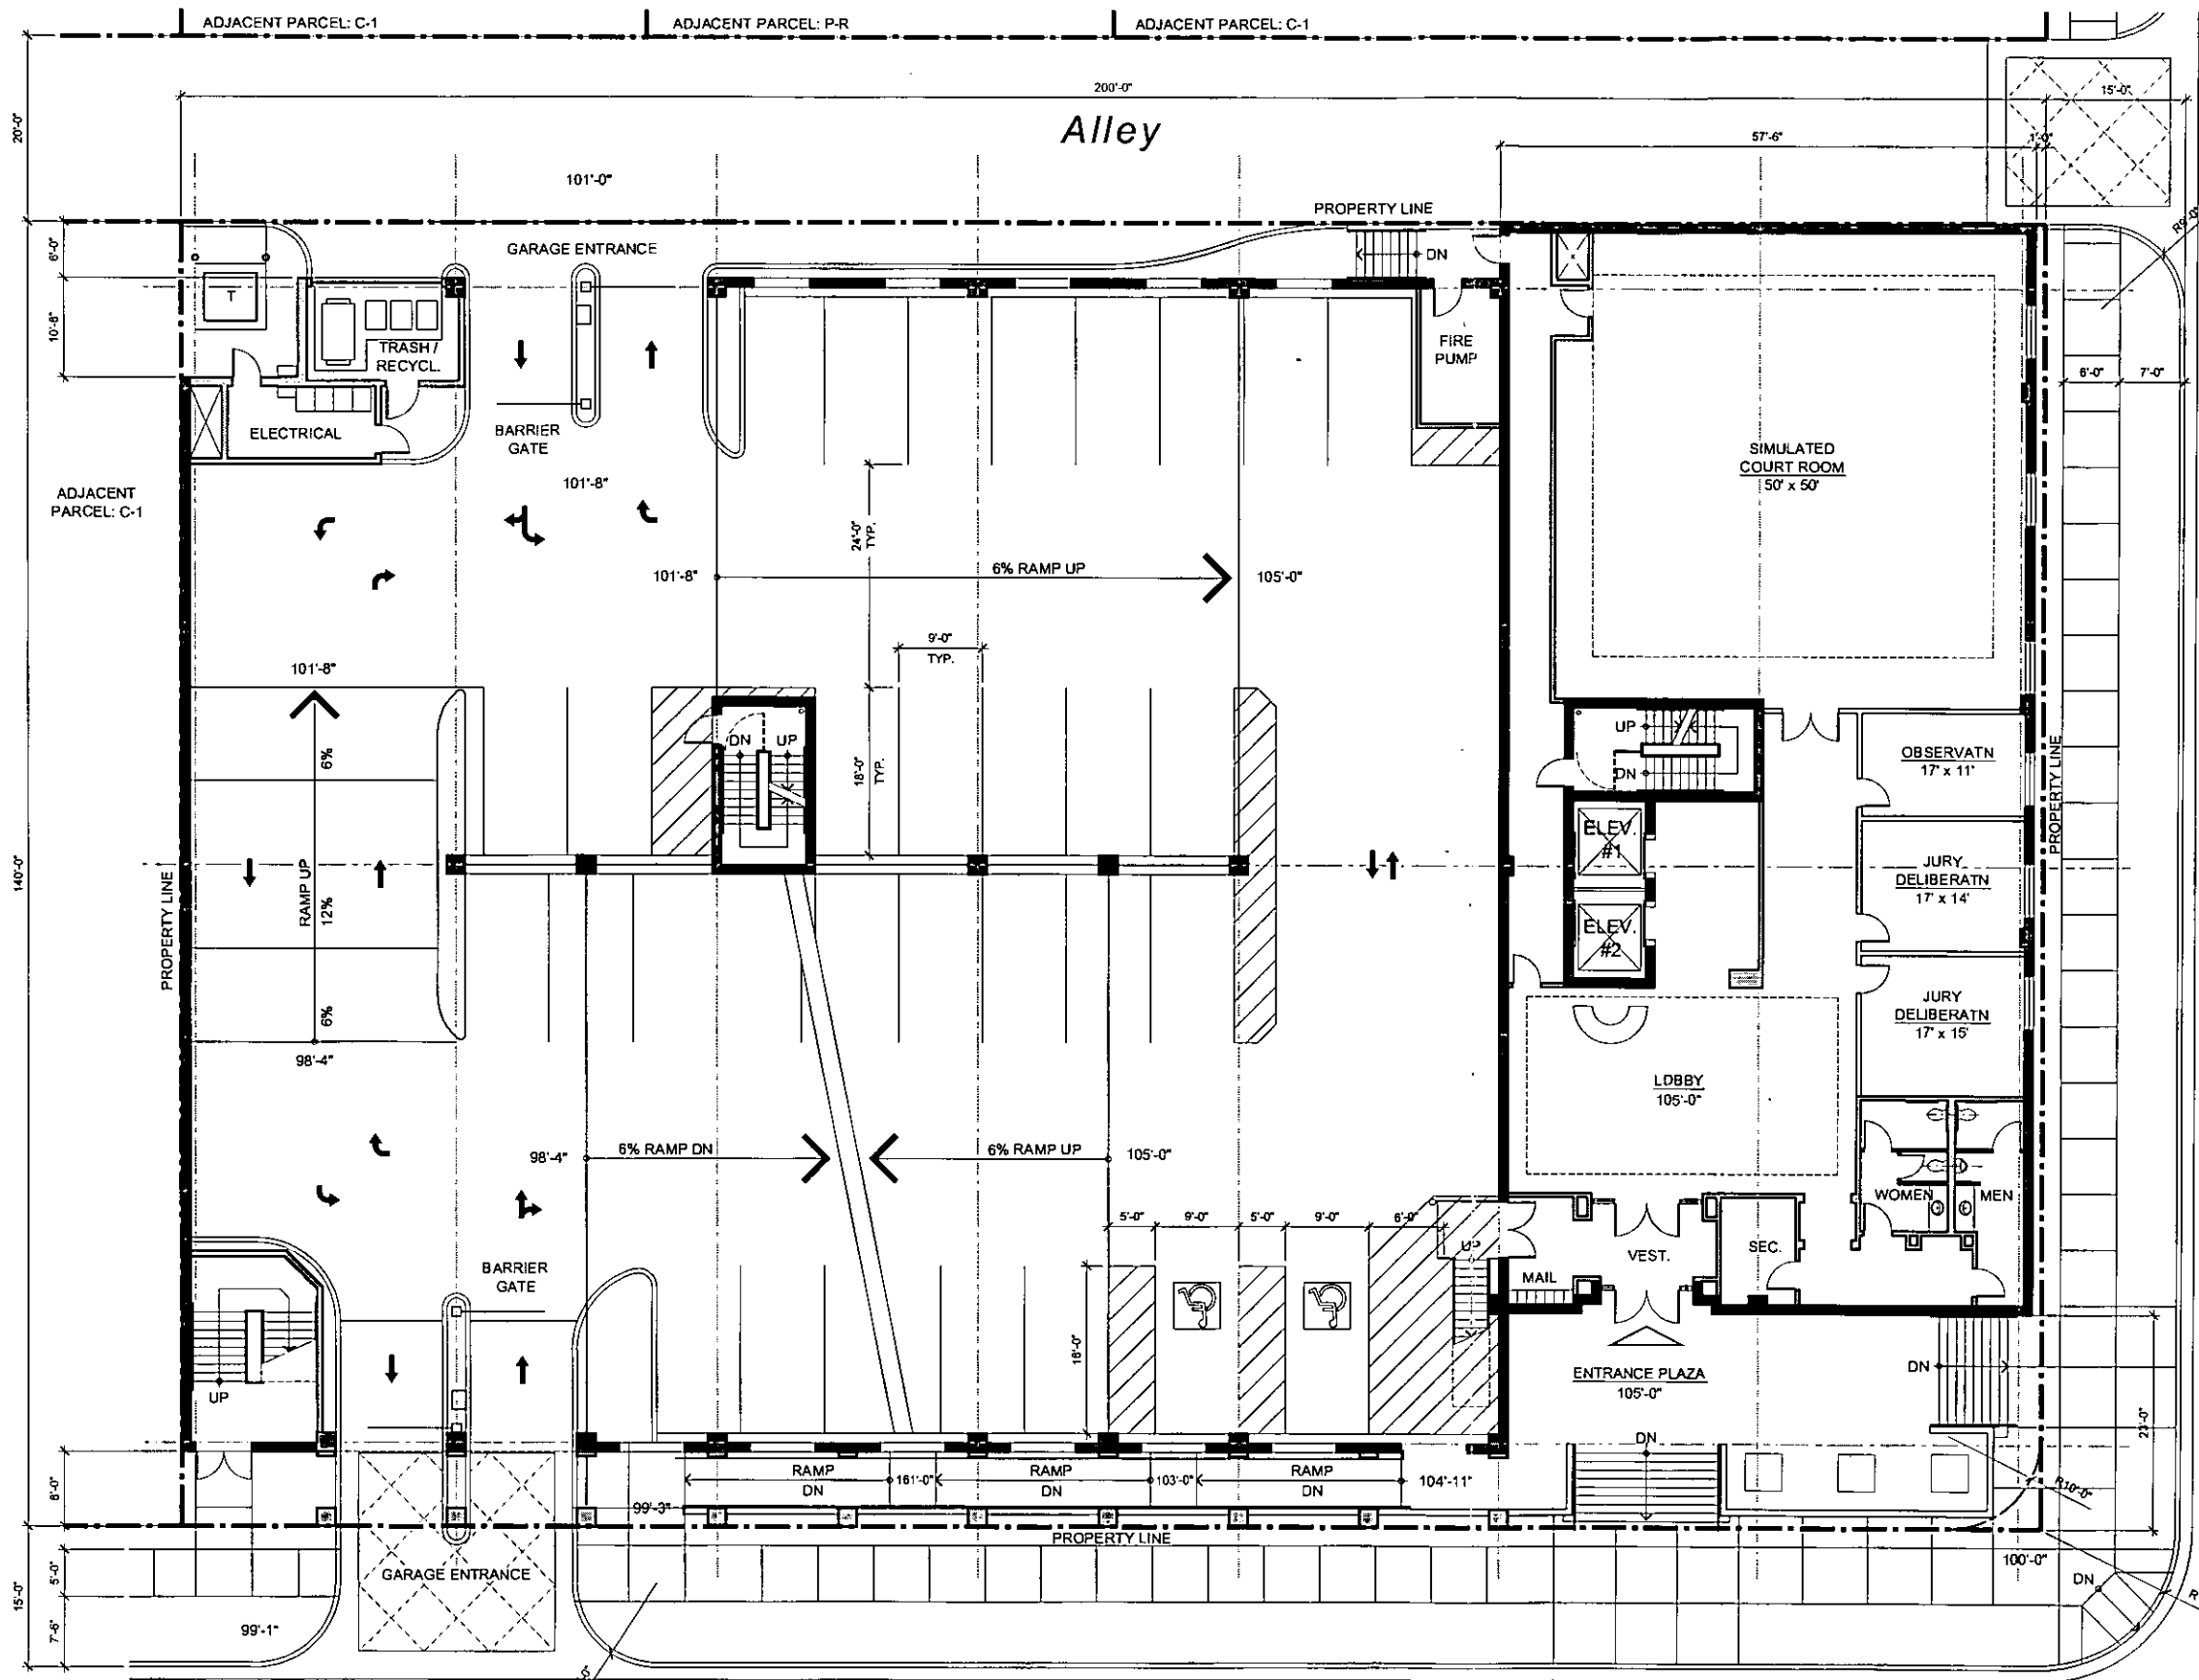 ADJACENT PARCEL: C-1
ADJACENT PARCEL: P-R
ADJACENT PARCEL: C-1
200'-0"
15'-0"
20'-0"
Alley
57'-6"
1'-0"
101'-0"
PROPERTY LINE
R9'-0"
GARAGE ENTRANCE
DN
6'-0"
T
10'-8"
TRASH /
RECYCL.
FIRE
PUMP
6'-0"
7'-0"
ELECTRICAL
BARRIER
GATE
SIMULATED
COURT ROOM
50' x 50'
101'-8"
ADJACENT
PARCEL: C-1
24'-0"
TYP.
101'-8"
6% RAMP UP
105'-0"
9'-0"
TYP.
101'-8"
DN
UP
UP
DN
6%
18'-0"
TYP.
OBSERVATN
17' x 11'
PROPERTY LINE
ELEV.
#1
140'-0"
RAMP UP
12%
JURY
DELIBERATN
17' x 14'
PROPERTY LINE
ELEV.
#2
6%
JURY
DELIBERATN
17' x 15'
98'-4"
LOBBY
105'-0"
98'-4"
6% RAMP DN
6% RAMP UP
105'-0"
WOMEN
MEN
5'-0"
9'-0"
5'-0"
9'-0"
6'-0"
UP
VEST.
SEC.
BARRIER
GATE
MAIL
18'-0"
ENTRANCE PLAZA
105'-0"
DN
UP
23'-0"
DN
6'-0"
RAMP
DN
161'-0"
RAMP
DN
103'-0"
RAMP
DN
104'-11"
R10'-0"
99'-3"
PROPERTY LINE
100'-0"
5'-0"
GARAGE ENTRANCE
DN
15'-0"
7'-6"
99'-1"
R